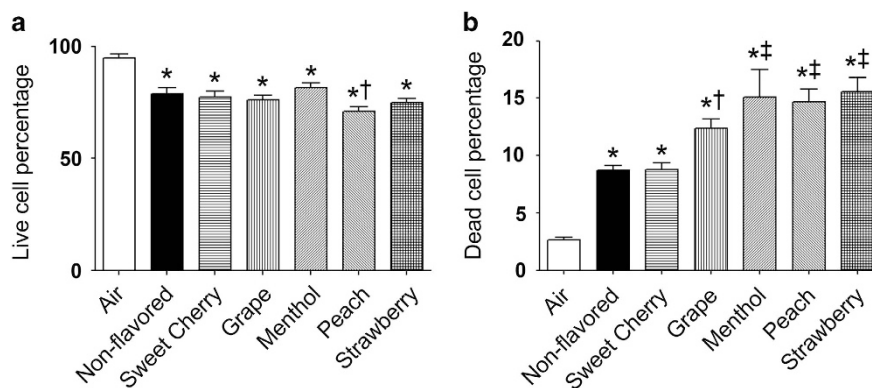 a
Live cell percentage
100
50
0
*
*
*
*
*†
*
Air
Non-flavored
Sweet Cherry
Grape
Menthol
Peach
Strawberry
b
Dead cell percentage
20
15
10
5
0
*
*
*†
*‡
*‡
*‡
Air
Non-flavored
Sweet Cherry
Grape
Menthol
Peach
Strawberry